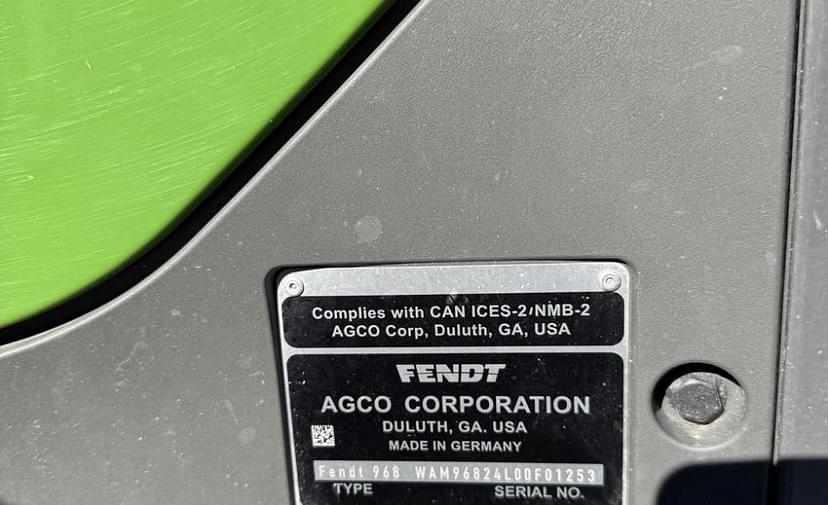 Complies with CAN ICES-2/NMB-2
AGCO Corp, Duluth, GA, USA
FENDT
AGCO CORPORATION
DULUTH, GA. USA
MADE IN GERMANY
Fendt 968 WAM96824L00F01253
TYPE SERIAL NO.